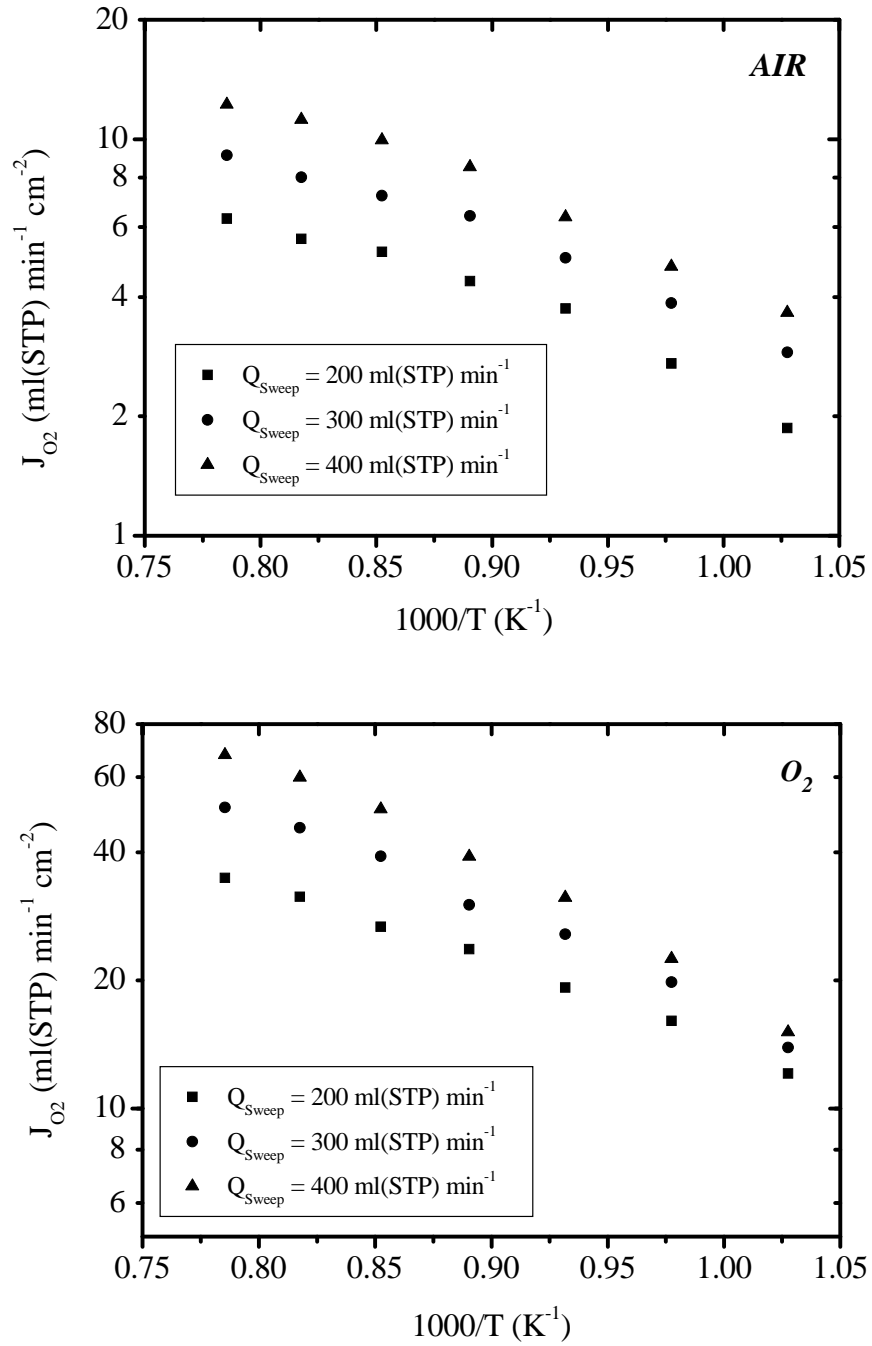 20
10
8
6
4
2
1
J_O2 (ml(STP) min^-1 cm^-2)
AIR
Q_Sweep = 200 ml(STP) min^-1
Q_Sweep = 300 ml(STP) min^-1
Q_Sweep = 400 ml(STP) min^-1
0.75 0.80 0.85 0.90 0.95 1.00 1.05
1000/T (K^-1)
80
60
40
20
10
8
6
J_O2 (ml(STP) min^-1 cm^-2)
O_2
Q_Sweep = 200 ml(STP) min^-1
Q_Sweep = 300 ml(STP) min^-1
Q_Sweep = 400 ml(STP) min^-1
0.75 0.80 0.85 0.90 0.95 1.00 1.05
1000/T (K^-1)